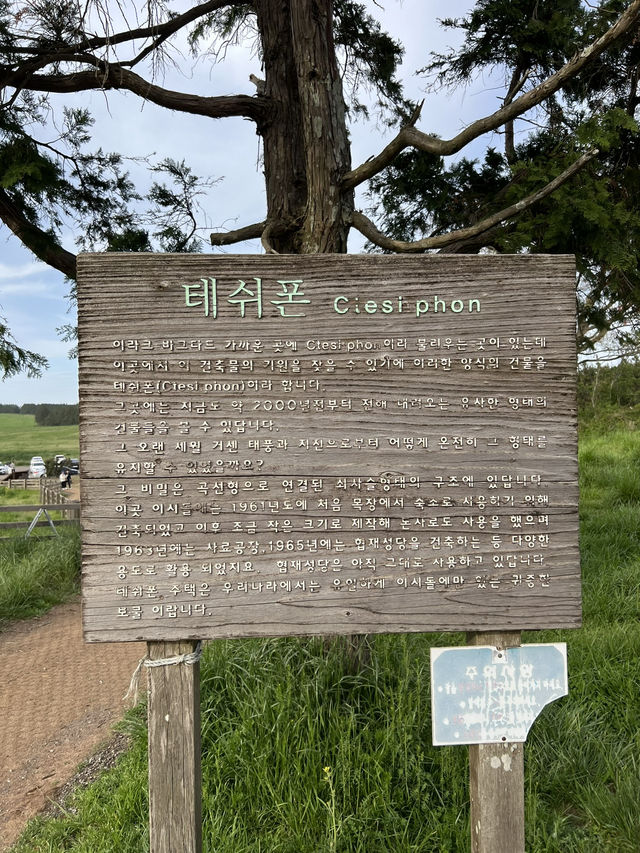 테쉬폰 Ctesi phon
이라크 바그다드 가까운 곳에 Ctesi phon이라 불리우는 곳이 있는데
이곳에서 이 건축물의 기원을 찾을 수 있기에 이러한 양식의 건물을
테쉬폰(Ctesi phon)이라 합니다.
그곳에는 지금도 약 2000년전부터 전해 내려오는 유사한 형태의
건물들을 볼 수 있답니다.
그 오랜 세월 거센 태풍과 지진으로부터 어떻게 온전히 그 형태를
유지할 수 있었을까요?
그 비밀은 곡선형으로 연결된 쇠사슬형태의 구조에 있답니다.
이곳 이시돌에는 1961년도에 처음 목장에서 숙소로 사용하기 위해
건축되었고 이후 조금 작은 크기로 제작해 돈사로도 사용을 했으며
1963년에는 사료공장, 1965년에는 협재성당을 건축하는 등 다양한
용도로 활용 되었지요. 협재성당은 아직 그대로 사용하고 있답니다.
테쉬폰 주택은 우리나라에서는 유일하게 이시돌에만 있는 귀중한
보물 이랍니다.
주의사항